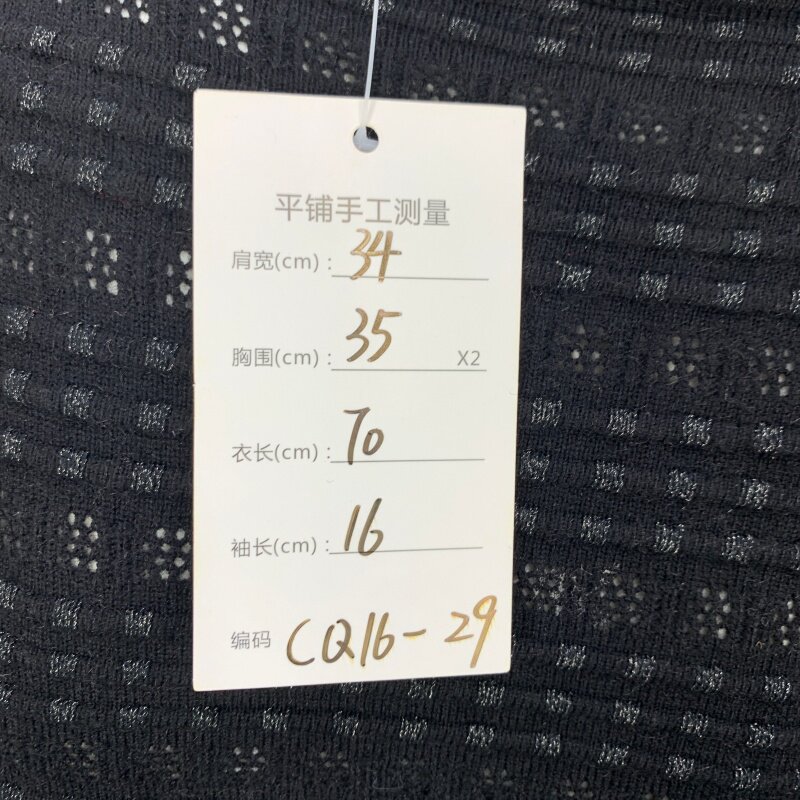 平铺手工测量
肩宽(cm)：34
胸围(cm)：35 X2
衣长(cm)：70
袖长(cm)：16
编码 CQ16-29